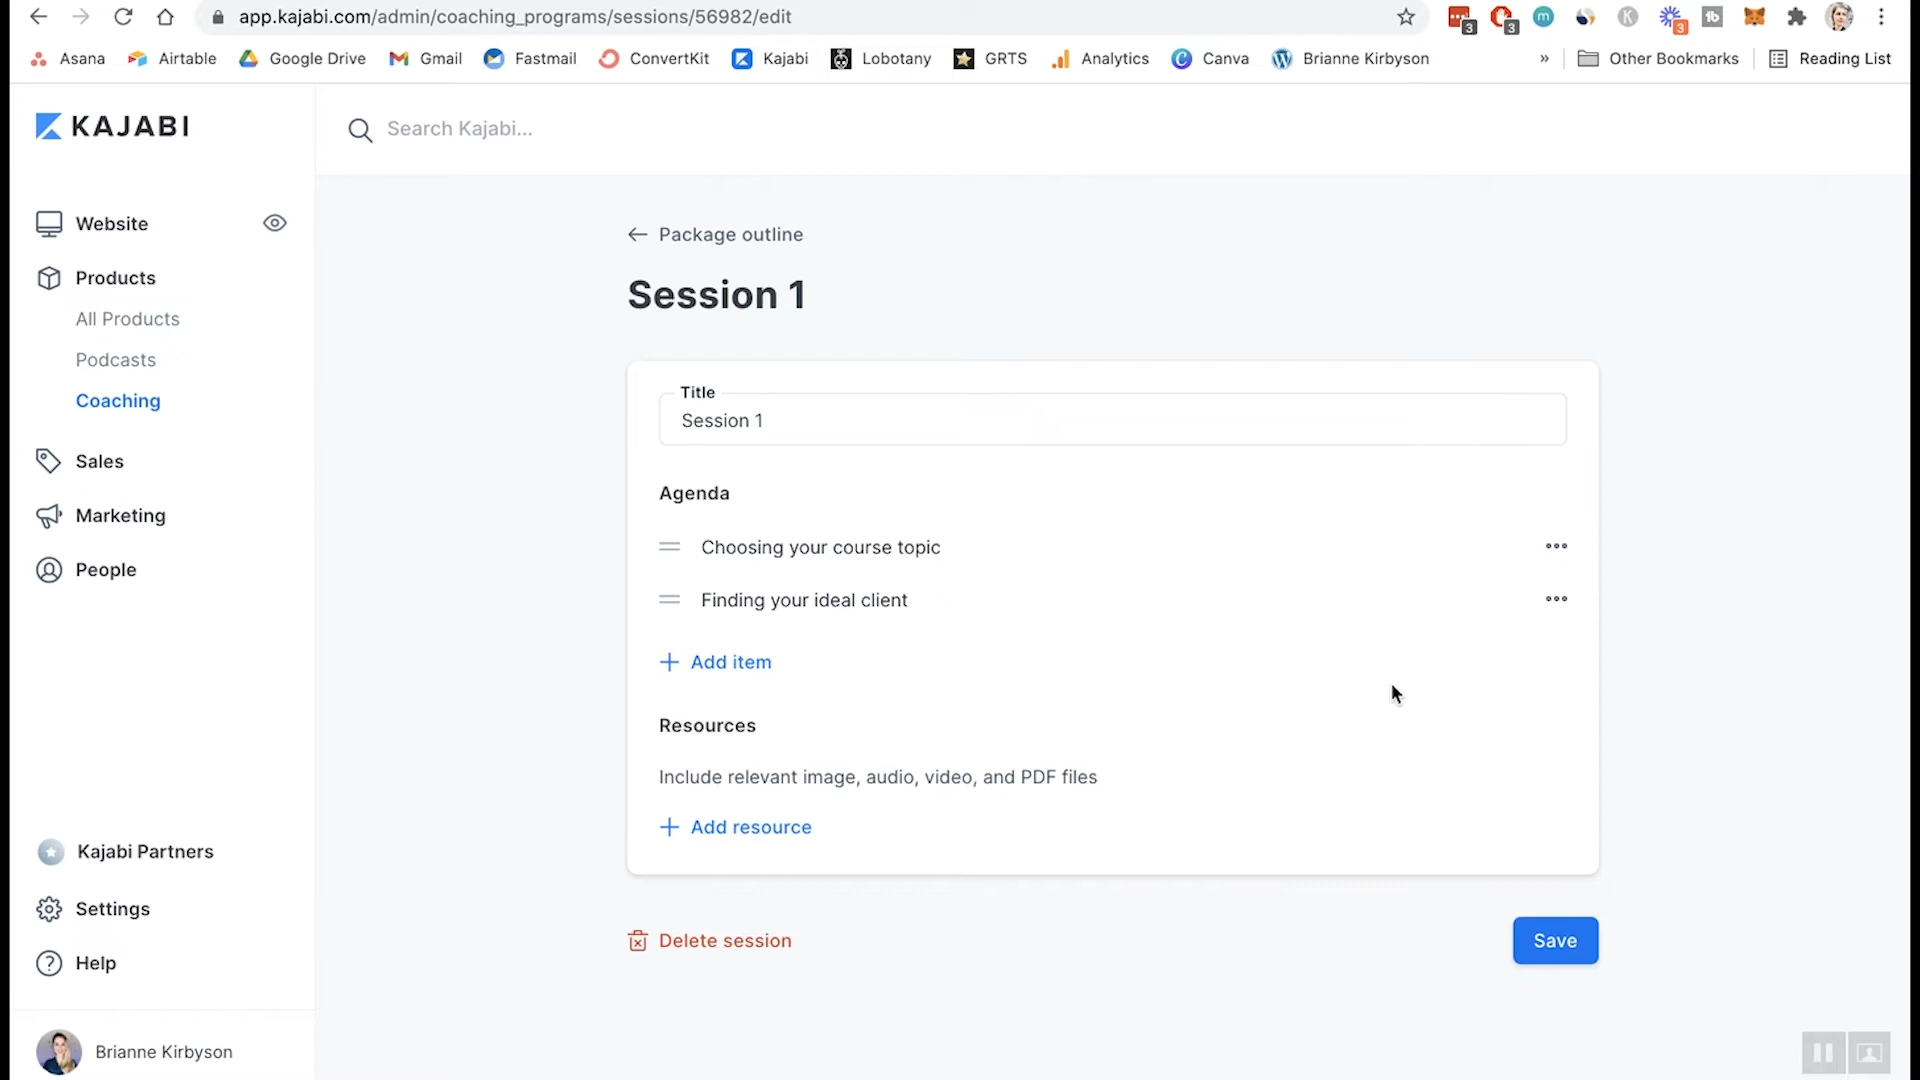 app.kajabi.com/admin/coaching_programs/sessions/56982/edit
3
3
m
K
3
tb
Asana Airtable Google Drive Gmail Fastmail ConvertKit Kajabi Lobotany GRTS Analytics Canva Brianne Kirbyson » Other Bookmarks Reading List
KAJABI
Search Kajabi...
Website
Products
All Products
Podcasts
Coaching
Sales
Marketing
People
Kajabi Partners
Settings
Help
Brianne Kirbyson
Package outline
Session 1
Title
Session 1
Agenda
Choosing your course topic
Finding your ideal client
Add item
Resources
Include relevant image, audio, video, and PDF files
Add resource
Delete session
Save